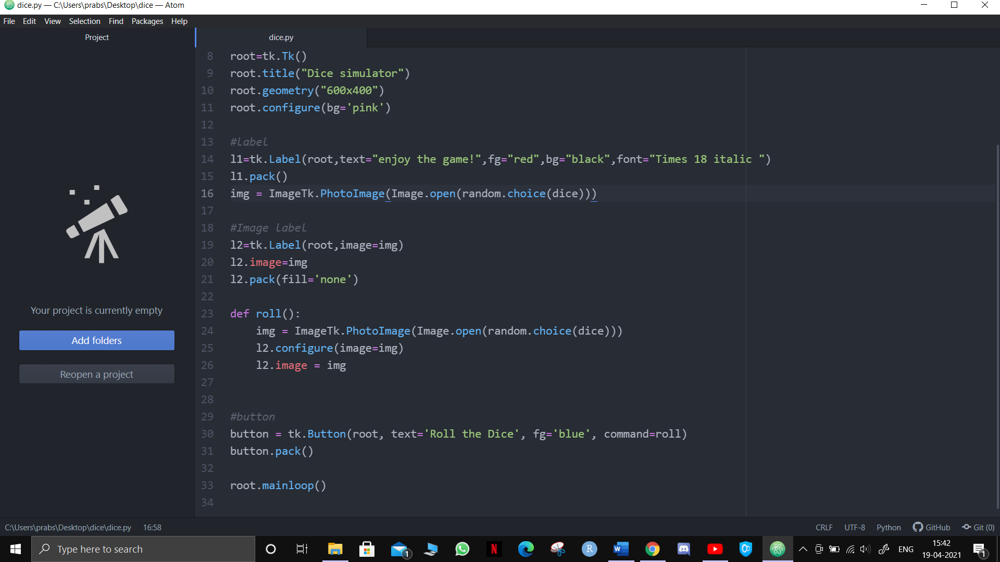 dice.py — C:\Users\prabs\Desktop\dice — Atom
File Edit View Selection Find Packages Help
Project
dice.py
8 root=tk.Tk()
9 root.title("Dice simulator")
10 root.geometry("600x400")
11 root.configure(bg='pink')
12
13 #label
14 l1=tk.Label(root,text="enjoy the game!",fg="red",bg="black",font="Times 18 italic ")
15 l1.pack()
16 img = ImageTk.PhotoImage(Image.open(random.choice(dice)))
17
18 #Image label
19 l2=tk.Label(root,image=img)
20 l2.image=img
21 l2.pack(fill='none')
22
23 def roll():
24     img = ImageTk.PhotoImage(Image.open(random.choice(dice)))
25     l2.configure(image=img)
26     l2.image = img
27
28
29 #button
30 button = tk.Button(root, text='Roll the Dice', fg='blue', command=roll)
31 button.pack()
32
33 root.mainloop()
34
Your project is currently empty
Add folders
Reopen a project
C:\Users\prabs\Desktop\dice\dice.py 16:58
CRLF UTF-8 Python GitHub Git (0)
Type here to search
1
N
R
W
ENG
15:42
19-04-2021
1